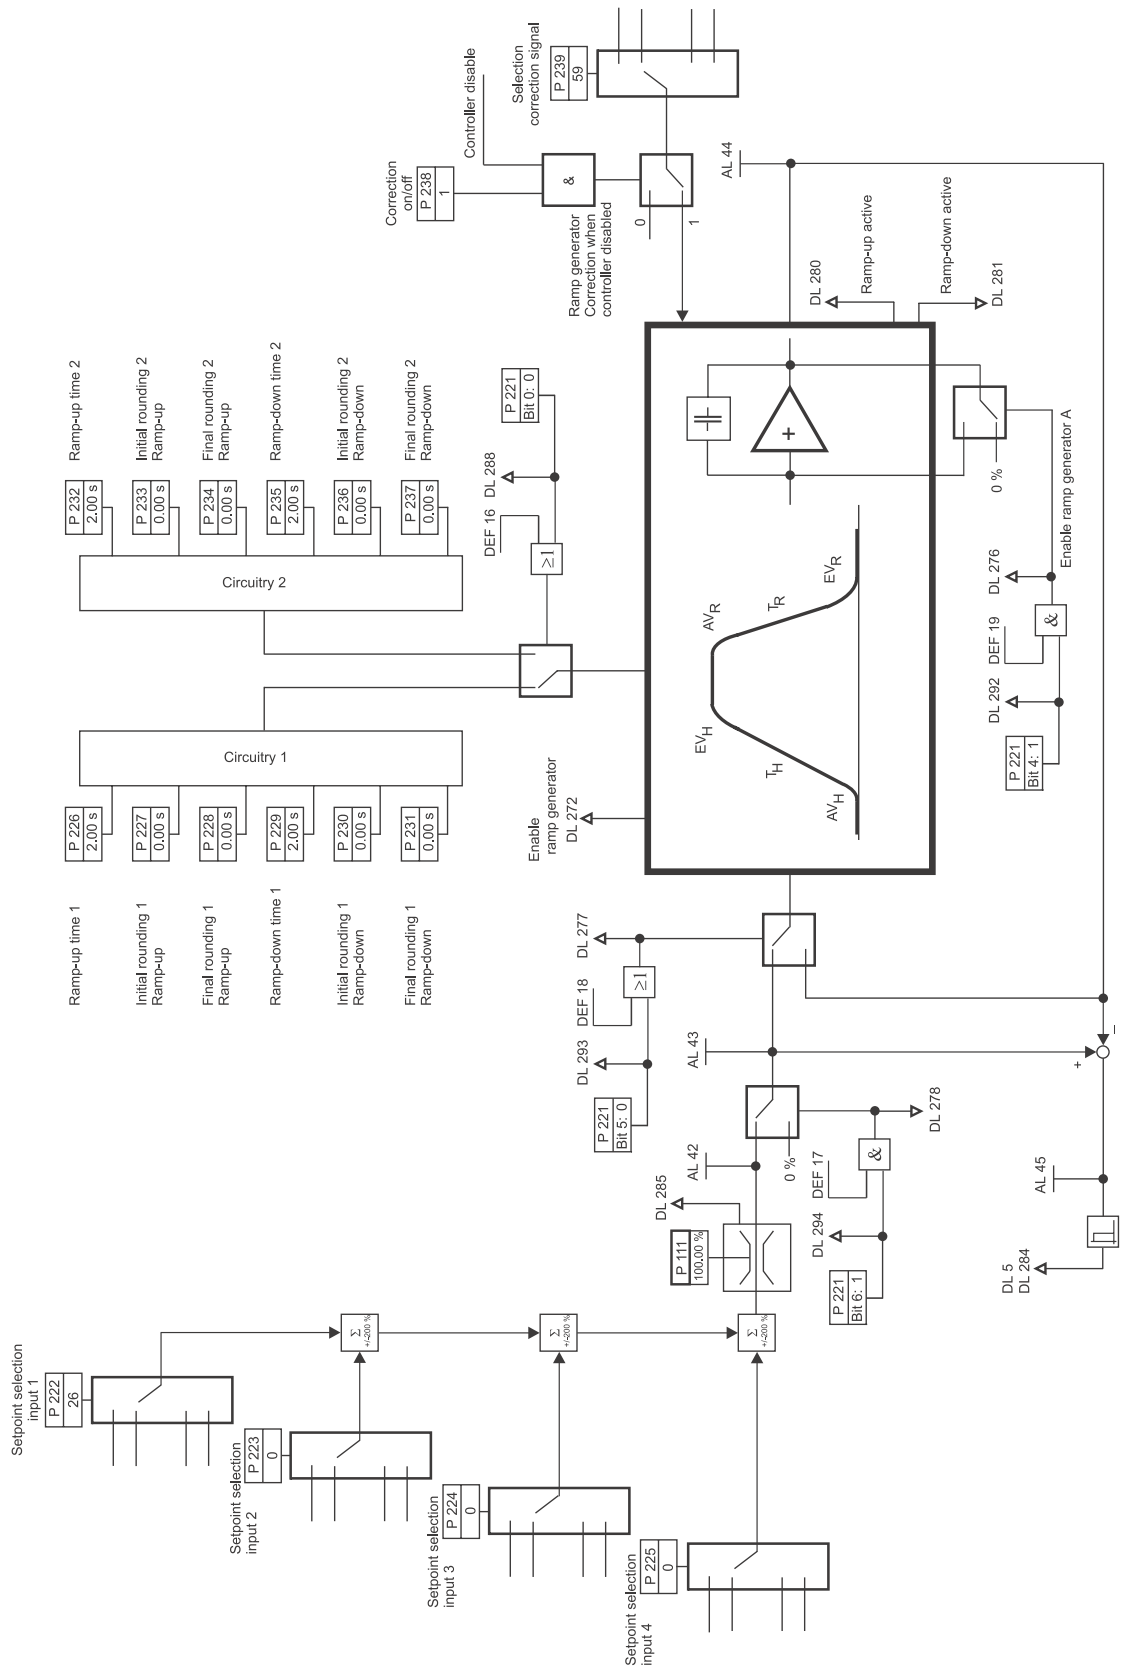 Setpoint selection
input 1
P 222
26
Setpoint selection
input 2
P 223
0
Setpoint selection
input 3
P 224
0
Setpoint selection
input 4
P 225
0
Σ
+/-200 %
Σ
+/-200 %
Σ
+/-200 %
P 111
100.00 %
DL 285
AL 42
0 %
P 221
Bit 6: 1
DL 294
DEF 17
&
DL 278
AL 43
P 221
Bit 5: 0
DL 293
DEF 18
≥1
DL 277
+
–
AL 45
DL 5
DL 284
Ramp-up time 1
P 226
2.00 s
Initial rounding 1
Ramp-up
P 227
0.00 s
Final rounding 1
Ramp-up
P 228
0.00 s
Ramp-down time 1
P 229
2.00 s
Initial rounding 1
Ramp-down
P 230
0.00 s
Final rounding 1
Ramp-down
P 231
0.00 s
Circuitry 1
Enable
ramp generator
DL 272
Circuitry 2
P 232
2.00 s
Ramp-up time 2
P 233
0.00 s
Initial rounding 2
Ramp-up
P 234
0.00 s
Final rounding 2
Ramp-up
P 235
2.00 s
Ramp-down time 2
P 236
0.00 s
Initial rounding 2
Ramp-down
P 237
0.00 s
Final rounding 2
Ramp-down
DEF 16
≥1
DL 288
P 221
Bit 0: 0
AVH
TH
EVH
AVR
TR
EVR
+
P 221
Bit 4: 1
DL 292
DEF 19
&
DL 276
Enable ramp generator A
0 %
Ramp generator
Correction when
controller disabled
0
1
&
Correction
on/off
P 238
1
Controller disable
Selection
correction signal
P 239
59
AL 44
DL 280
Ramp-up active
Ramp-down active
DL 281